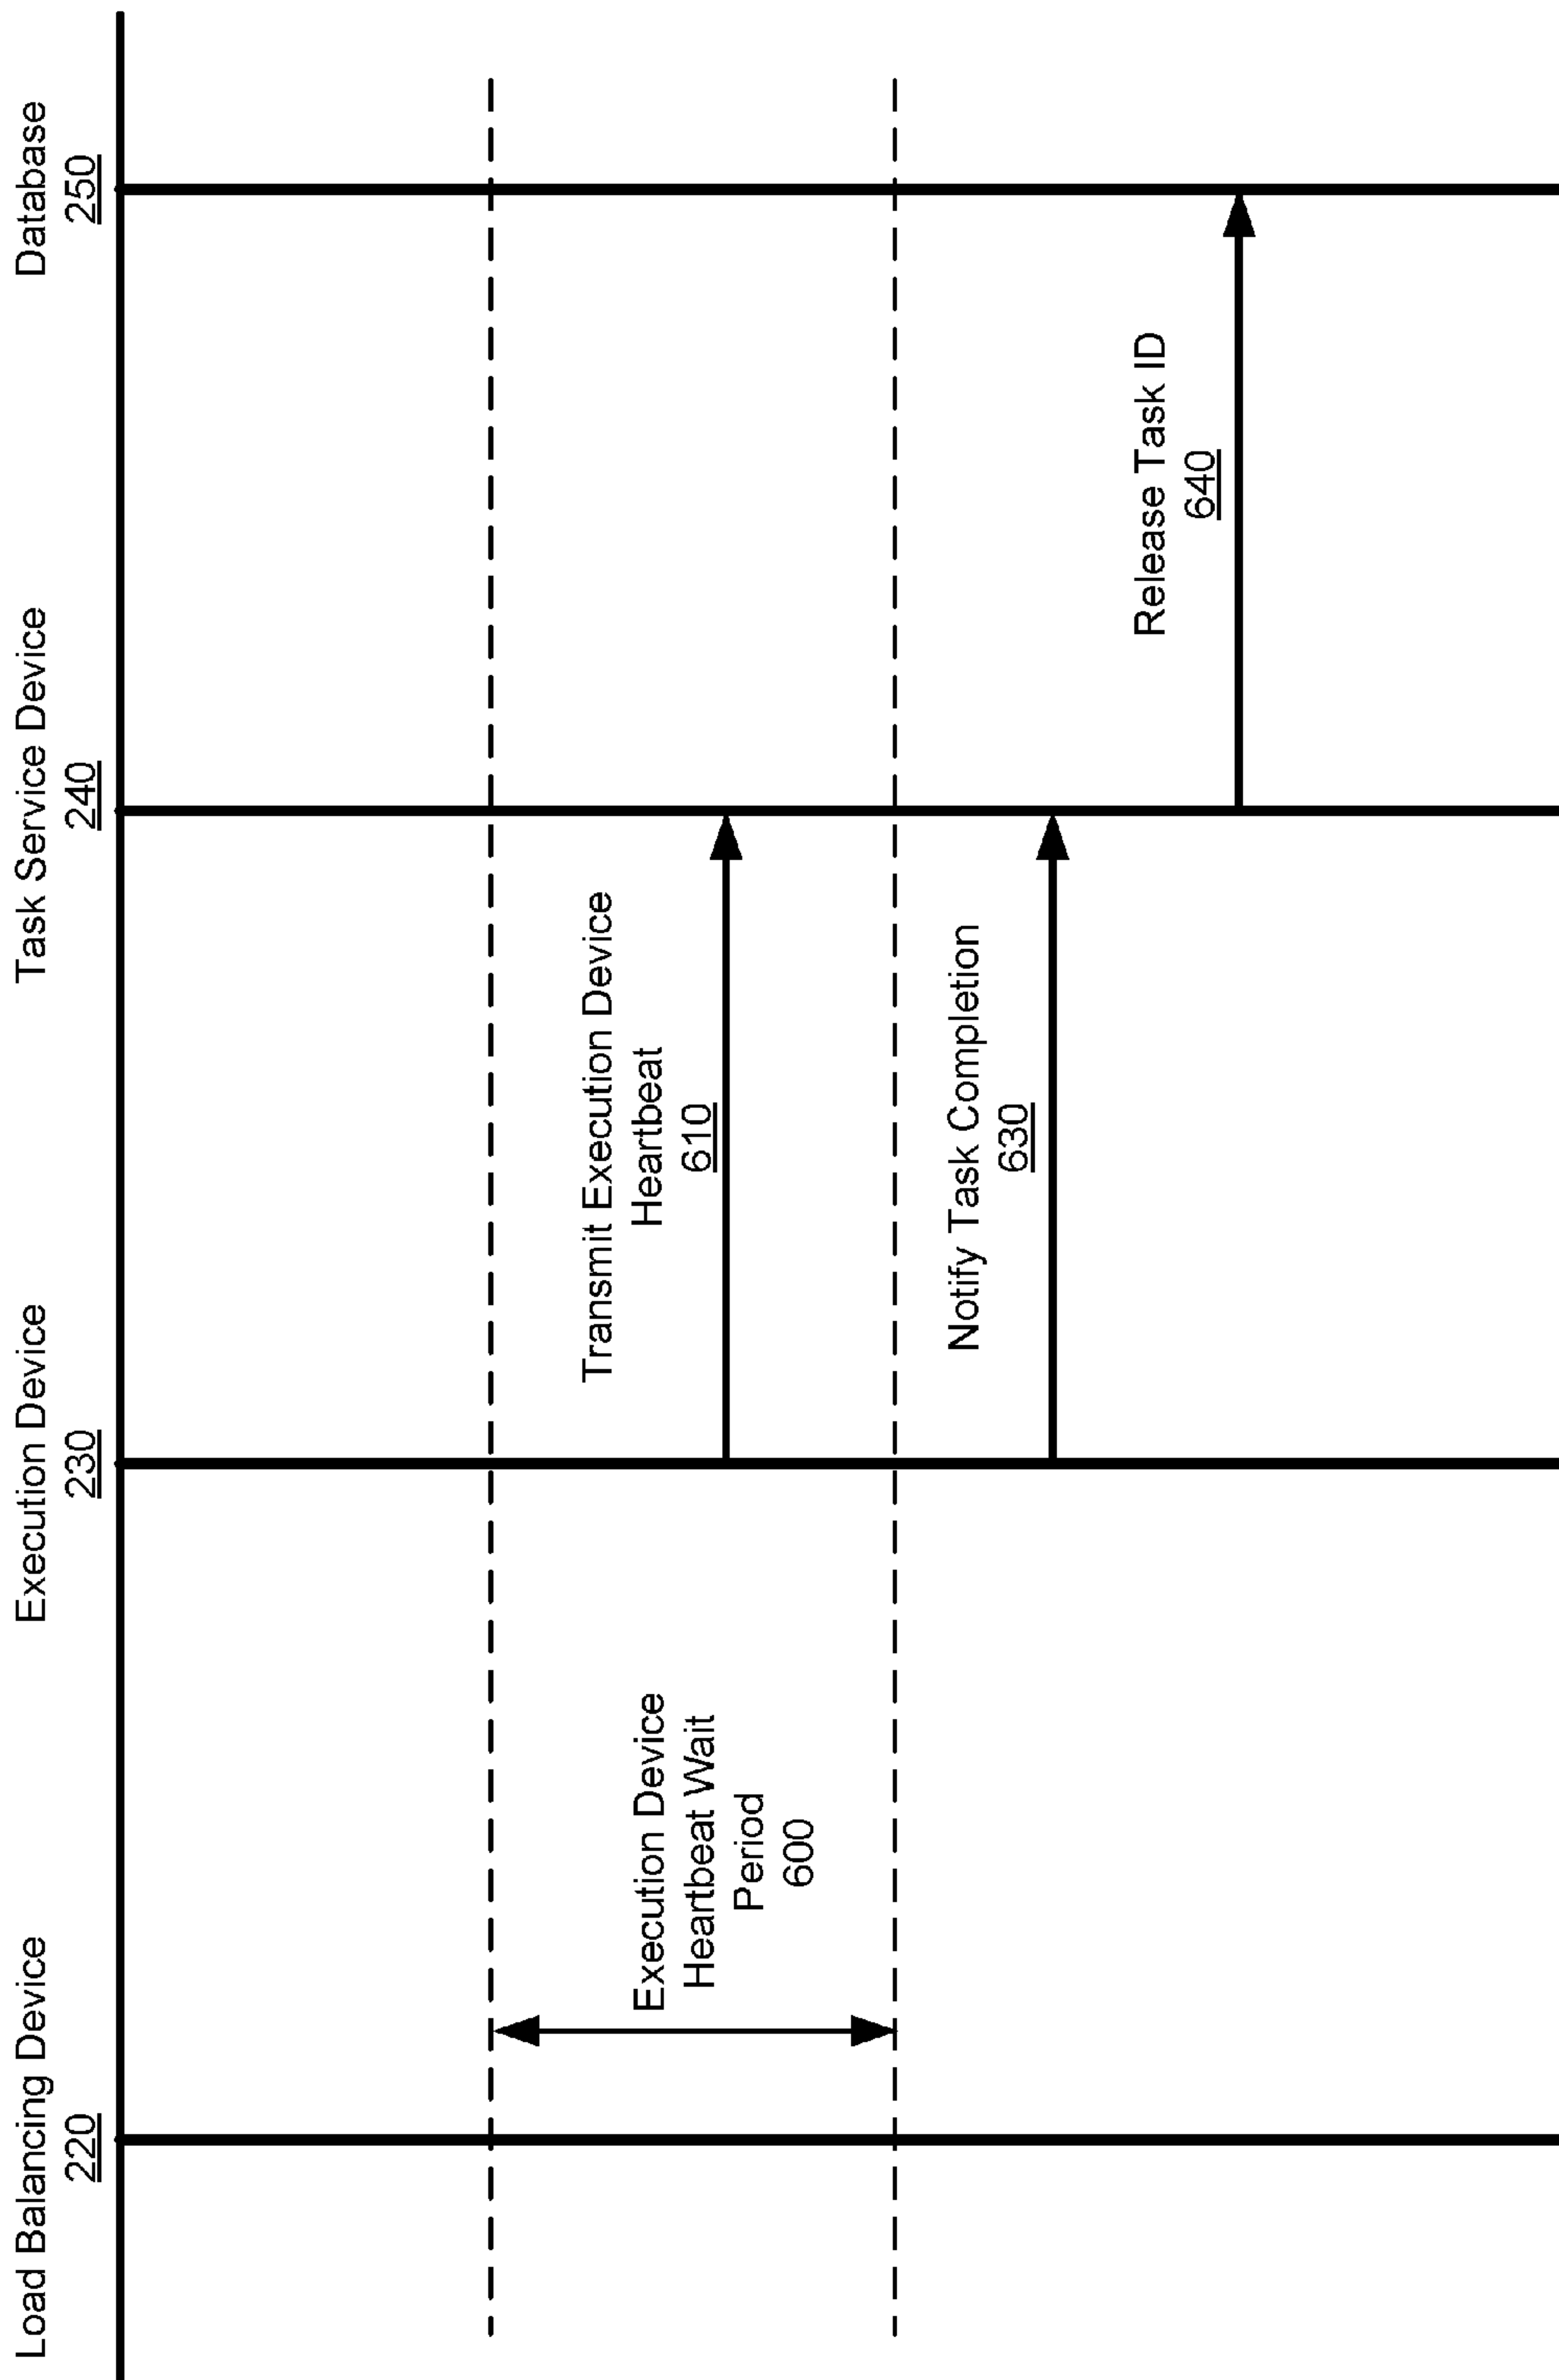 Load Balancing Device
220
Execution Device
230
Task Service Device
240
Database
250
Execution Device
Heartbeat Wait
Period
600
Transmit Execution Device
Heartbeat
610
Notify Task Completion
630
Release Task ID
640